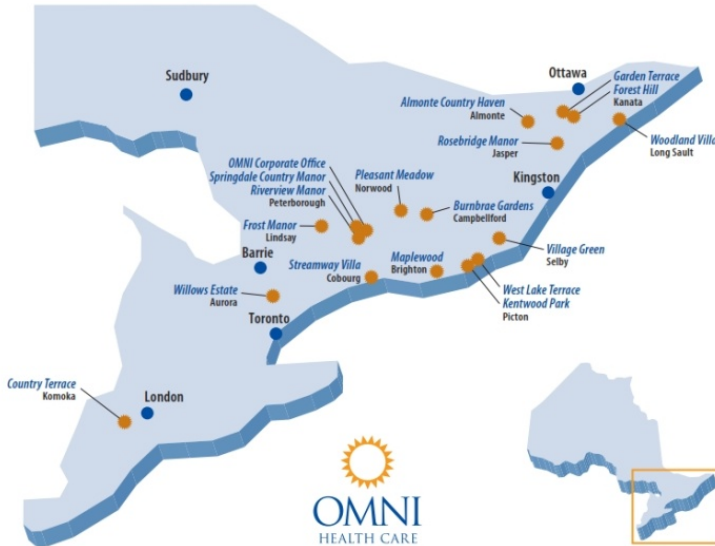 Sudbury
Ottawa
Garden Terrace
Forest Hill
Kanata
Almonte Country Haven
Almonte
Woodland Villa
Long Sault
Rosebridge Manor
Jasper
OMNI Corporate Office
Springdale Country Manor
Riverview Manor
Peterborough
Pleasant Meadow
Norwood
Kingston
Burnbrae Gardens
Campbellford
Frost Manor
Lindsay
Village Green
Selby
Barrie
Streamway Villa
Cobourg
Maplewood
Brighton
Willows Estate
Aurora
West Lake Terrace
Kentwood Park
Picton
Toronto
Country Terrace
Komoka
London
OMNI
HEALTH CARE